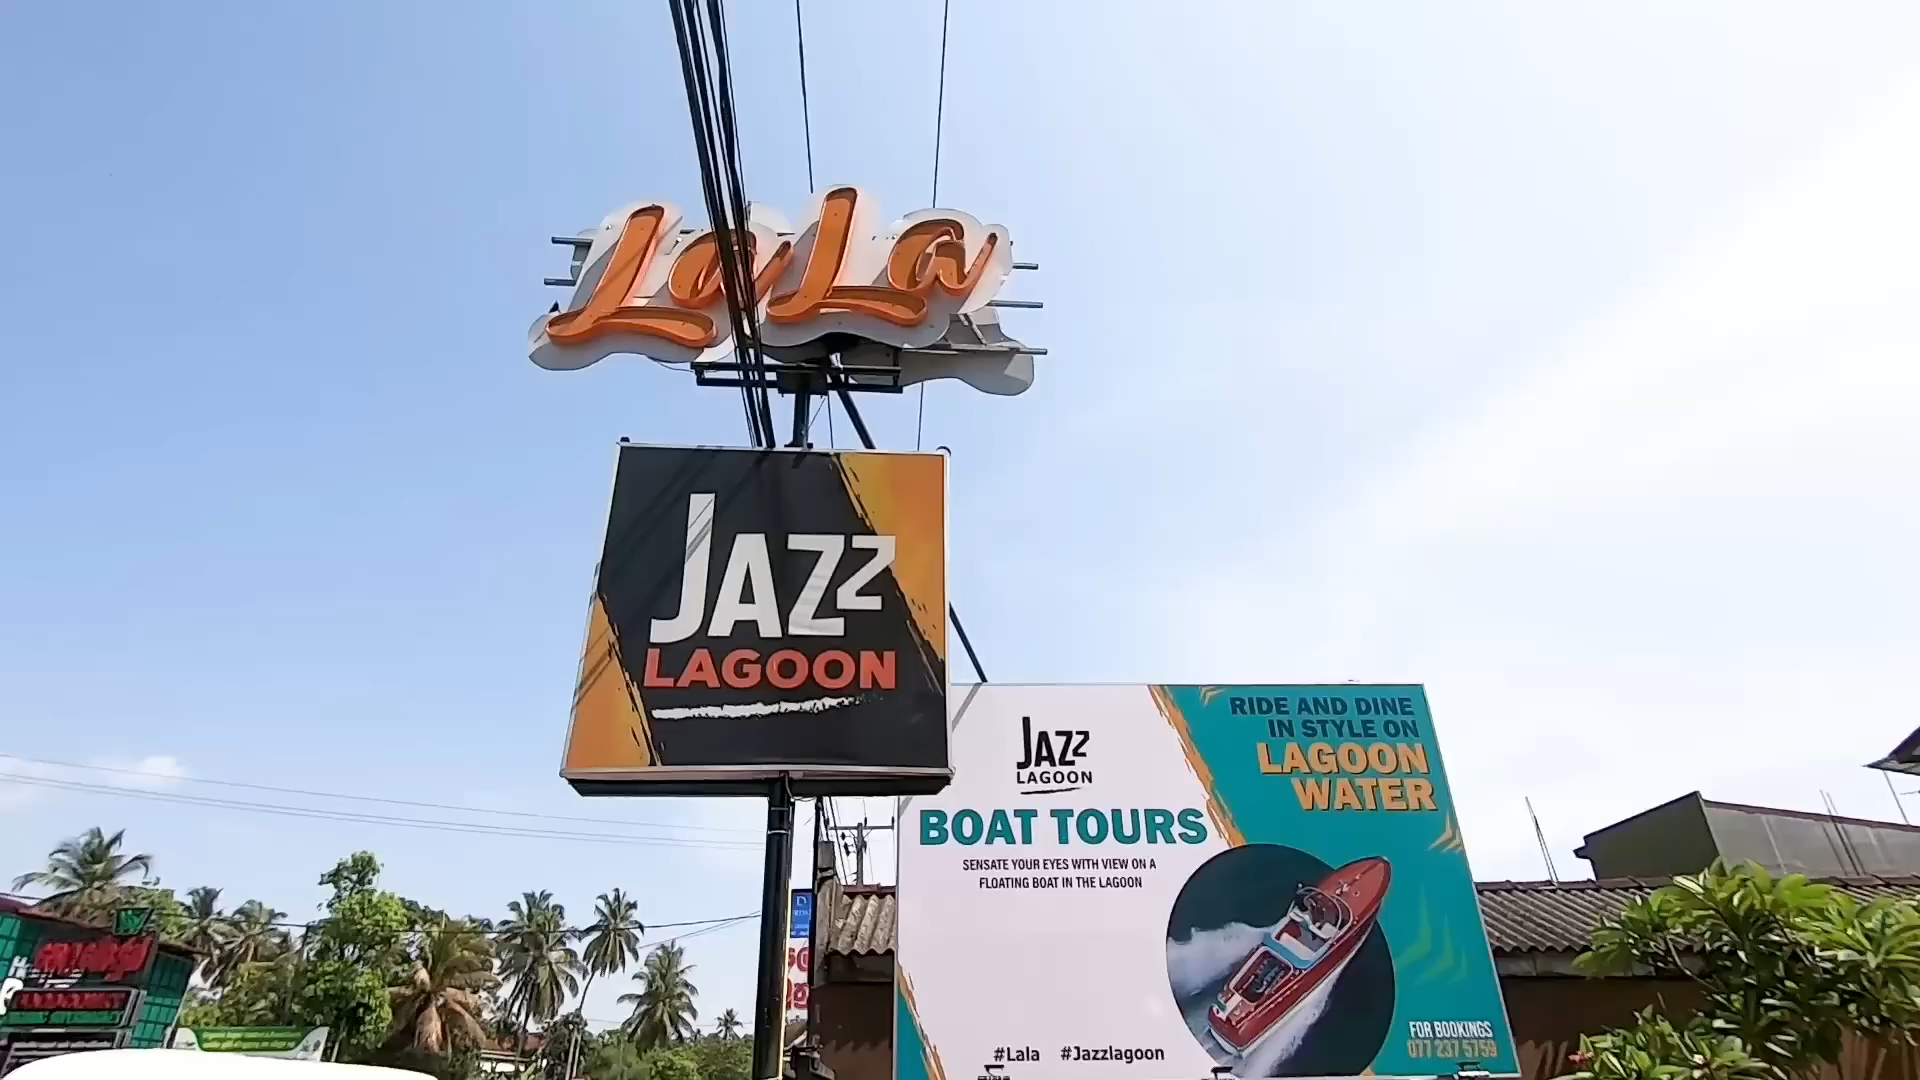 LaLa
JAZZ
LAGOON
JAZZ
LAGOON
BOAT TOURS
SENSATE YOUR EYES WITH VIEW ON A
FLOATING BOAT IN THE LAGOON
#Lala #Jazzlagoon
RIDE AND DINE
IN STYLE ON
LAGOON
WATER
FOR BOOKINGS
077 237 5759